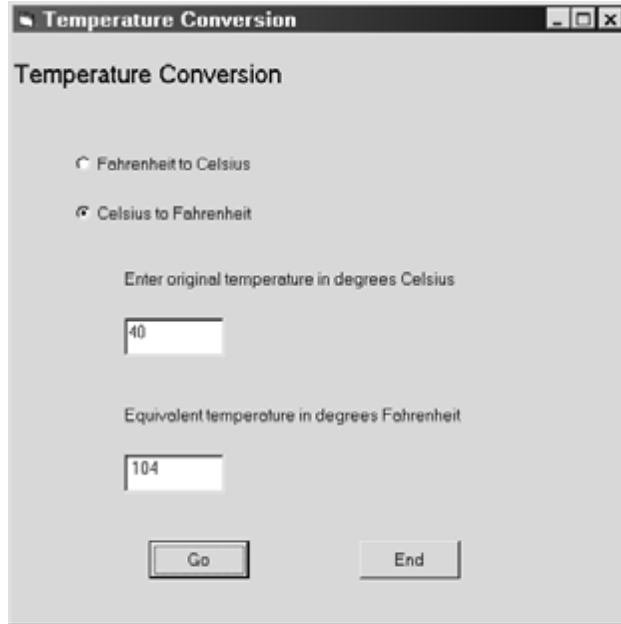 Temperature Conversion
Temperature Conversion
Fahrenheit to Celsius
Celsius to Fahrenheit
Enter original temperature in degrees Celsius
40
Equivalent temperature in degrees Fahrenheit
104
Go End